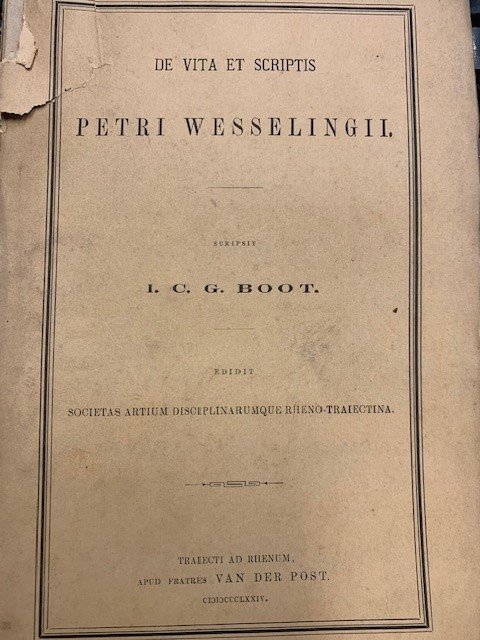 DE VITA ET SCRIPTIS
PETRI WESSELINGII.
SCRIPSIT
I. C. G. BOOT.
EDIDIT
SOCIETAS ARTIUM DISCIPLINARUMQUE RHENO-TRAIECTINA.
TRAIECTI AD RHENUM,
APUD FRATRES VAN DER POST.
CIƆIƆCCCLXXIV.